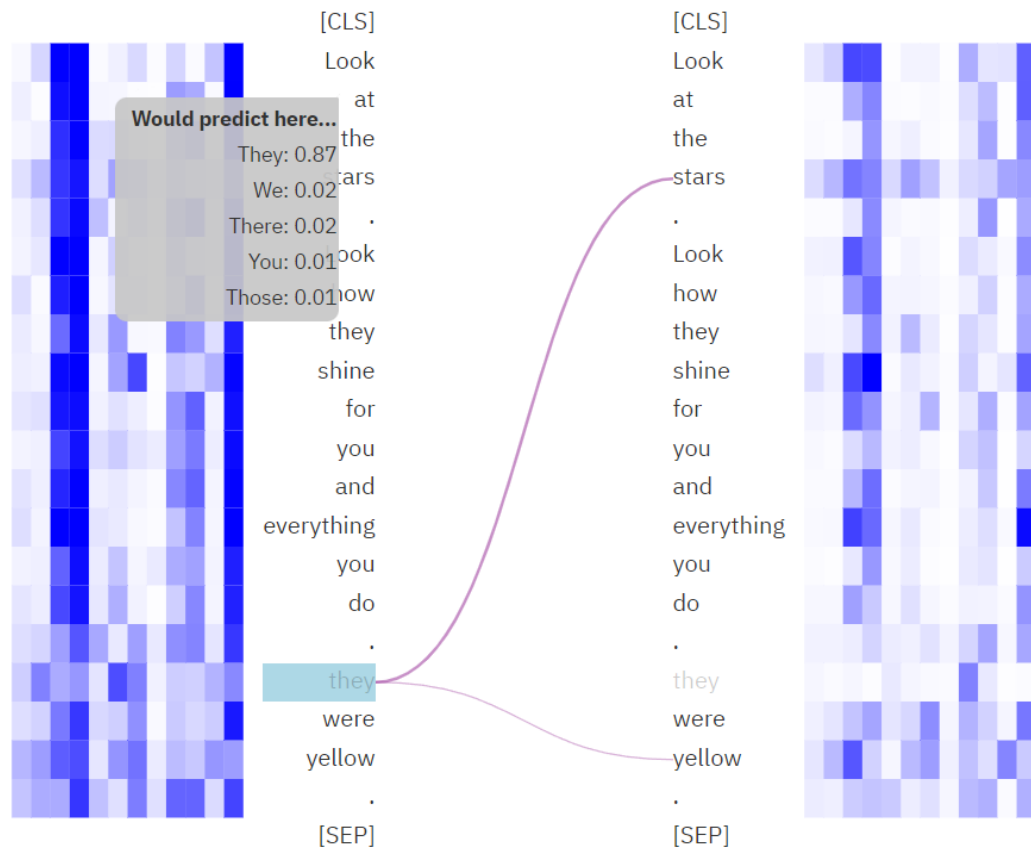 [CLS]
Look
at
the
stars
.
Look
how
they
shine
for
you
and
everything
you
do
.
they
were
yellow
.
[SEP]
Would predict here...
They: 0.87
We: 0.02
There: 0.02
You: 0.01
Those: 0.01
[CLS]
Look
at
the
stars
.
Look
how
they
shine
for
you
and
everything
you
do
.
they
were
yellow
.
[SEP]